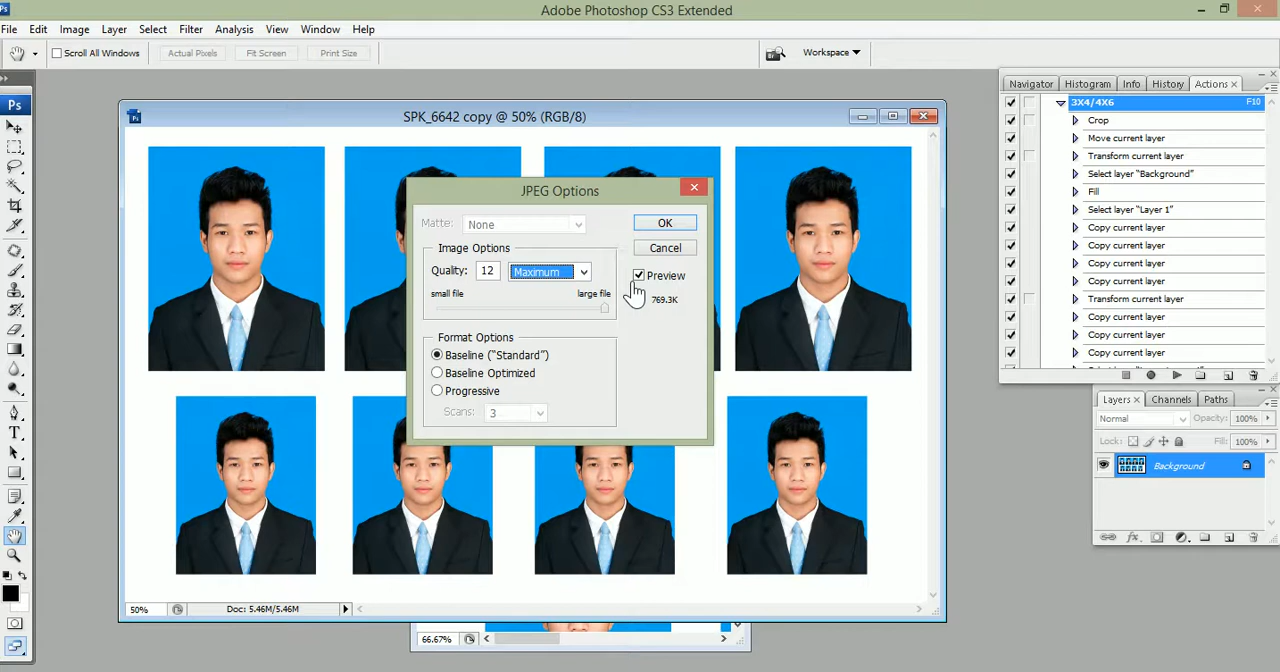 Ps
Adobe Photoshop CS3 Extended
File Edit Image Layer Select Filter Analysis View Window Help
Scroll All Windows Actual Pixels Fit Screen Print Size Workspace
Navigator Histogram Info History Actions
Ps
SPK_6642 copy @ 50% (RGB/8)
3X4/4X6 F10
Crop
Move current layer
Transform current layer
Select layer “Background”
Fill
Select layer “Layer 1”
Copy current layer
Copy current layer
Copy current layer
Copy current layer
Transform current layer
Copy current layer
Copy current layer
Copy current layer
JPEG Options
Matte: None OK
Image Options Cancel
Quality: 12 Maximum Preview
small file large file 769.3K
Format Options
Baseline (“Standard”)
Baseline Optimized
Progressive
Scans: 3
Layers Channels Paths
Normal Opacity: 100%
Lock: Fill: 100%
Background
T
50% Doc: 5.46M/5.46M
66.67%